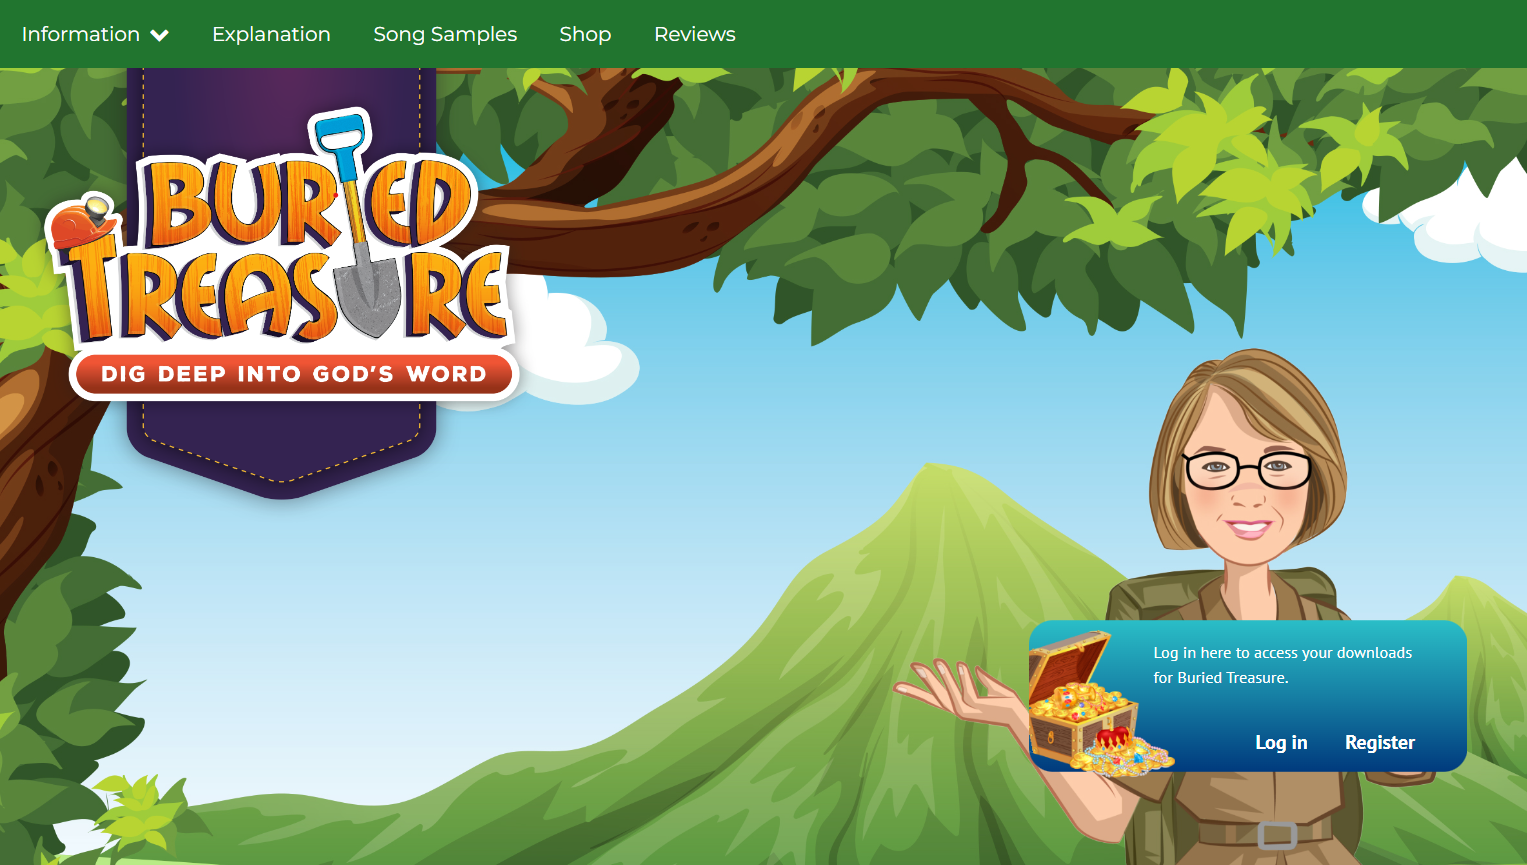 Information
Explanation
Song Samples
Shop
Reviews
BURIED
TREASURE
DIG DEEP INTO GOD'S WORD
Log in here to access your downloads
for Buried Treasure.
Log in
Register